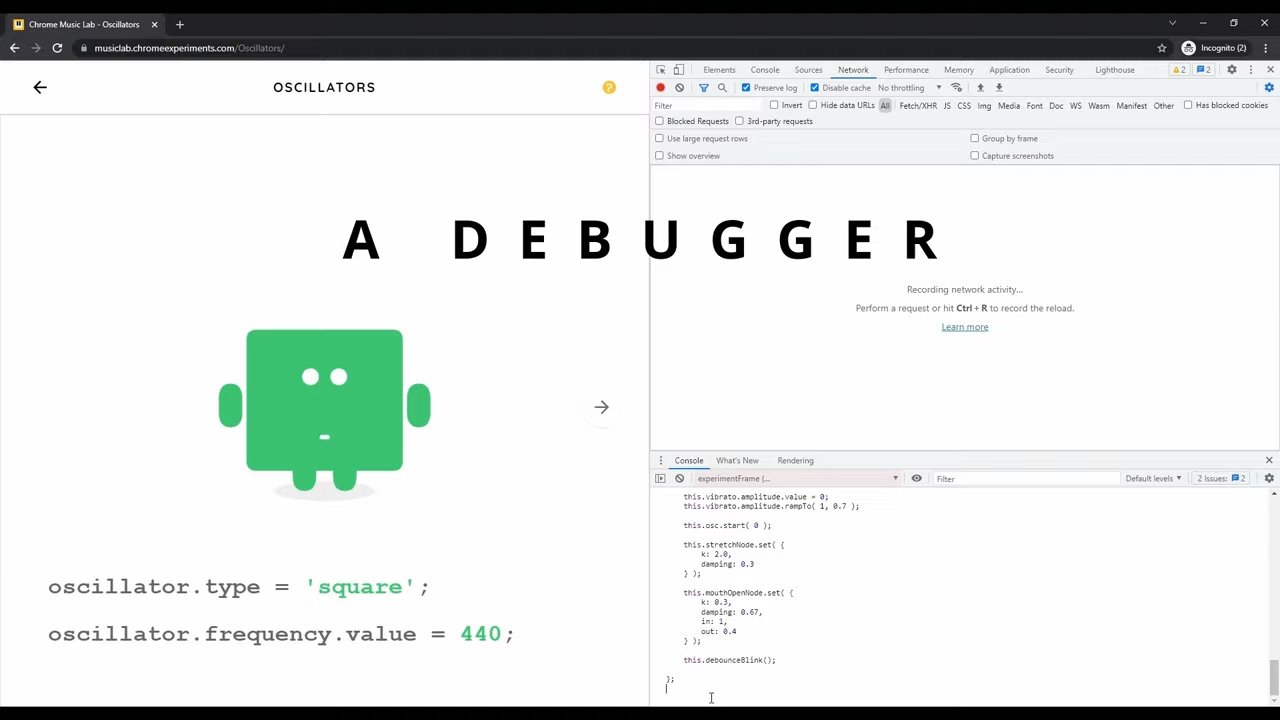 Chrome Music Lab - Oscillators
musiclab.chromeexperiments.com/Oscillators/
Incognito (2)
OSCILLATORS
?
Elements Console Sources Network Performance Memory Application Security Lighthouse 2 2
Preserve log Disable cache No throttling
Filter Invert Hide data URLs All Fetch/XHR JS CSS Img Media Font Doc WS Wasm Manifest Other Has blocked cookies
Blocked Requests 3rd-party requests
Use large request rows Group by frame
Show overview Capture screenshots
A DEBUGGER
Recording network activity...
Perform a request or hit Ctrl + R to record the reload.
Learn more
oscillator.type = 'square';
oscillator.frequency.value = 440;
Console What's New Rendering
experimentFrame (... Filter Default levels 2 Issues: 2
this.vibrato.amplitude.value = 0;
this.vibrato.amplitude.rampTo( 1, 0.7 );
this.osc.start( 0 );
this.stretchNode.set( {
k: 2.0,
damping: 0.3
} );
this.mouthOpenNode.set( {
k: 0.3,
damping: 0.67,
in: 1,
out: 0.4
} );
this.debounceBlink();
};